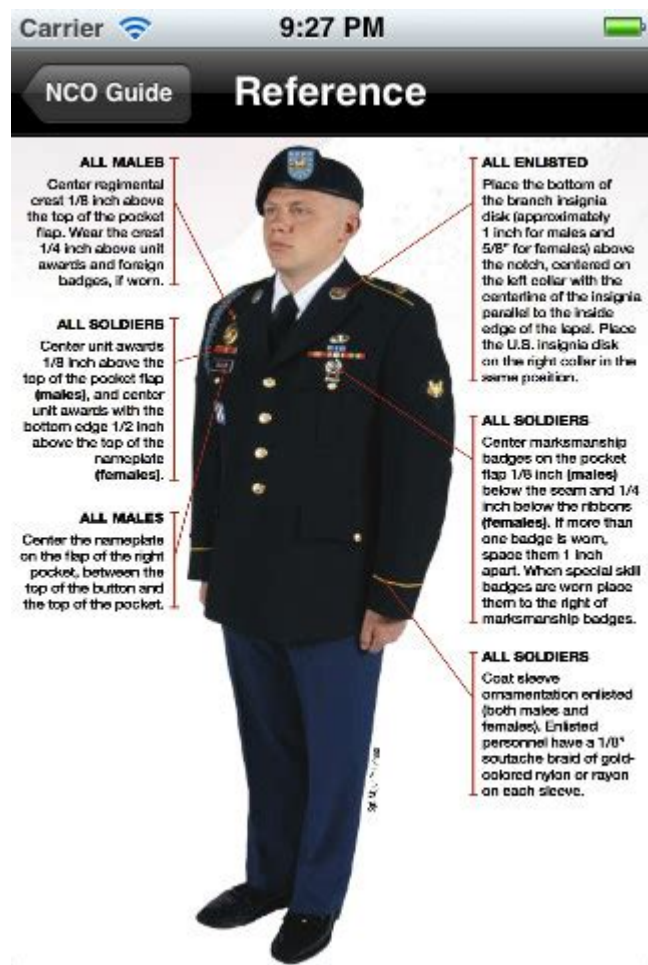 Carrier
9:27 PM
NCO Guide
Reference
ALL MALES
Center regimental
crest 1/8 inch above
the top of the pocket
flap. Wear the crest
1/4 inch above unit
awards and foreign
badges, if worn.
ALL SOLDIERS
Center unit awards
1/8 inch above the
top of the pocket flap
(males), and center
unit awards with the
bottom edge 1/2 inch
above the top of the
nameplate
(females).
ALL MALES
Center the nameplate
on the flap of the right
pocket, between the
top of the button and
the top of the pocket.
ALL ENLISTED
Place the bottom of
the branch insignia
disk (approximately
1 inch for males and
5/8" for females) above
the notch, centered on
the left collar with the
centerline of the insignia
parallel to the inside
edge of the lapel. Place
the U.S. insignia disk
on the right collar in the
same position.
ALL SOLDIERS
Center marksmanship
badges on the pocket
flap 1/8 inch (males)
below the seam and 1/4
inch below the ribbons
(females). If more than
one badge is worn,
space them 1 inch
apart. When special skill
badges are worn place
them to the right of
marksmanship badges.
ALL SOLDIERS
Coat sleeve
ornamentation enlisted
(both males and
females). Enlisted
personnel have a 1/8"
soutache braid of gold-
colored nylon or rayon
on each sleeve.